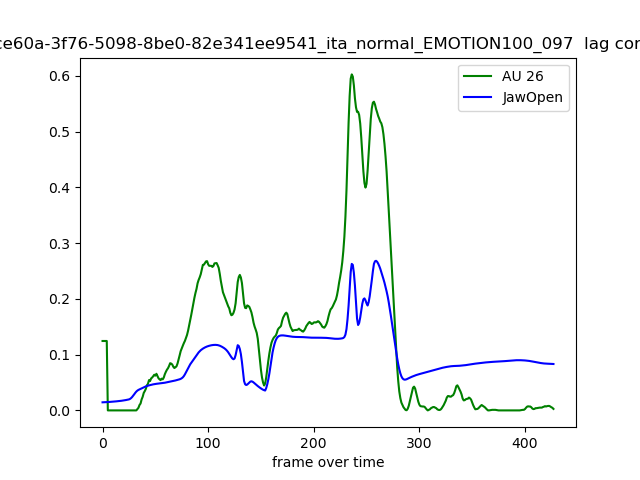 ce60a-3f76-5098-8be0-82e341ee9541_ita_normal_EMOTION100_097 lag cor
AU 26
JawOpen
0.6
0.5
0.4
0.3
0.2
0.1
0.0
0 100 200 300 400
frame over time